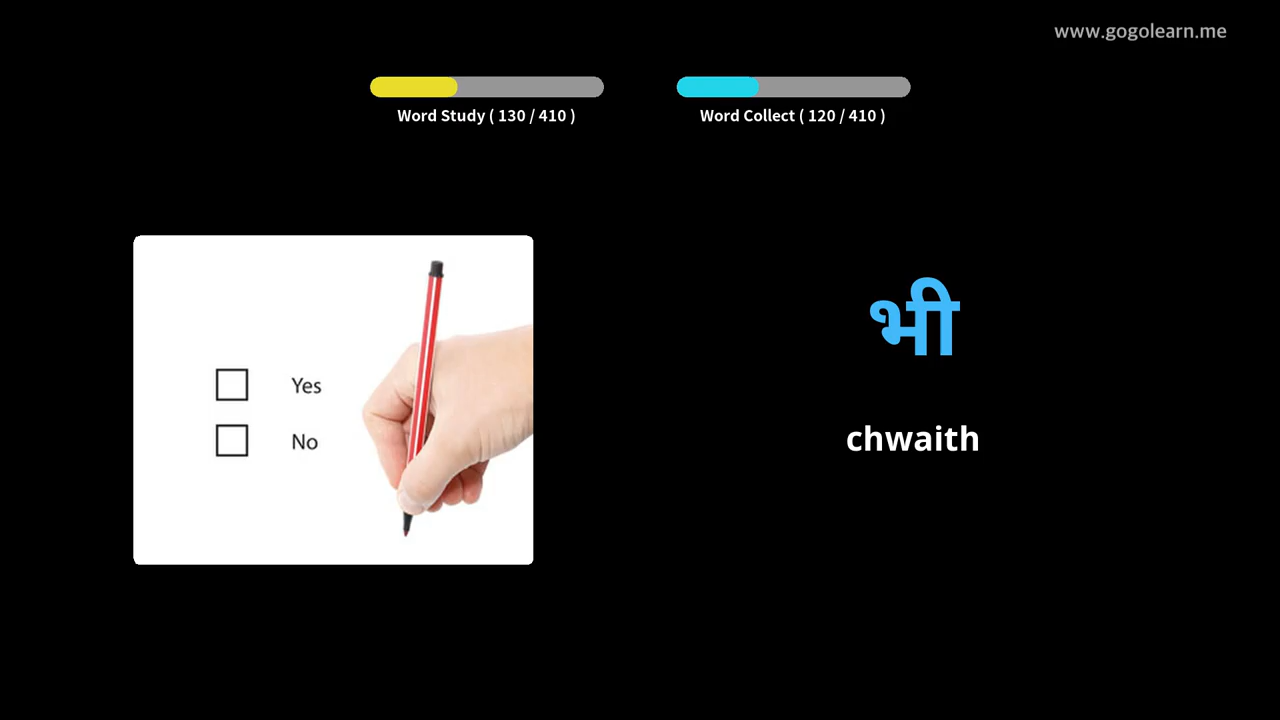 www.gogolearn.me
Word Study ( 130 / 410 )
Word Collect ( 120 / 410 )
Yes
No
भी
chwaith